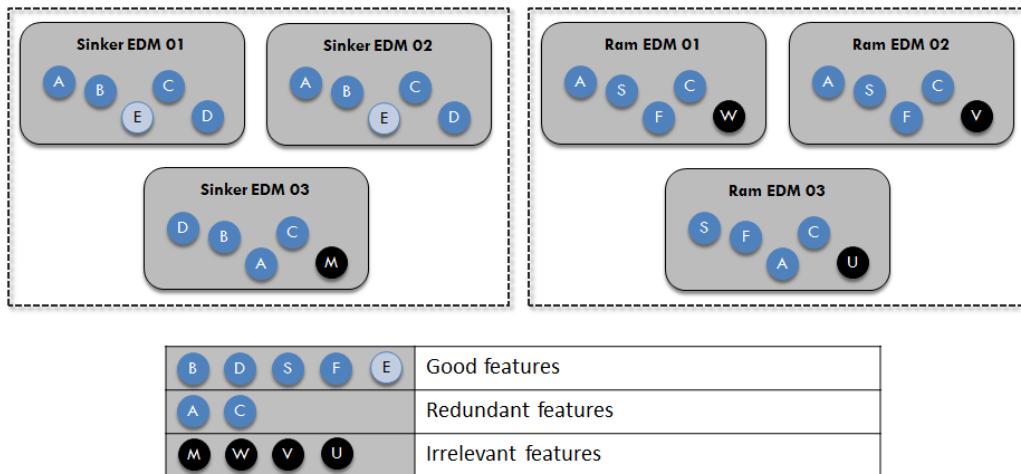 Sinker EDM 01
A B E C D
Sinker EDM 02
A B E C D
Sinker EDM 03
D B A C M
Ram EDM 01
A S F C W
Ram EDM 02
A S F C V
Ram EDM 03
S F A C U
B D S F E Good features
A C Redundant features
M W V U Irrelevant features